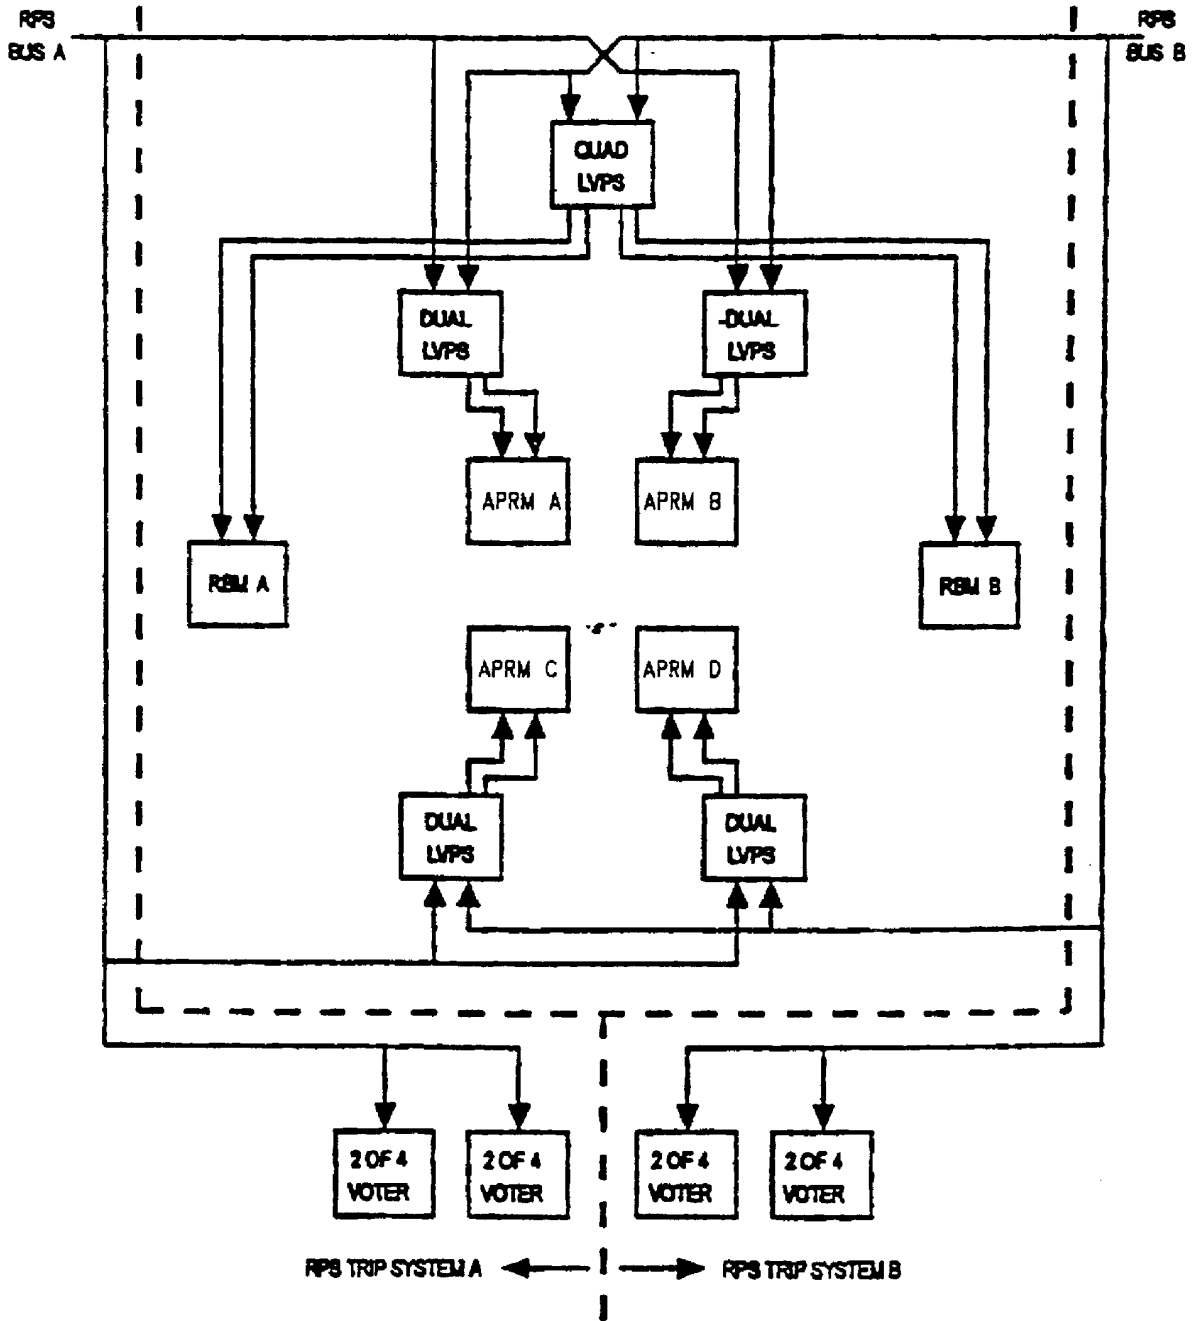 RPS
BUS A
RPS
BUS B
QUAD
LVPS
DUAL
LVPS
-DUAL
LVPS
APRM A
APRM B
RBM A
RBM B
APRM C
APRM D
DUAL
LVPS
DUAL
LVPS
2 OF 4
VOTER
2 OF 4
VOTER
2 OF 4
VOTER
2 OF 4
VOTER
RPS TRIP SYSTEM A
RPS TRIP SYSTEM B